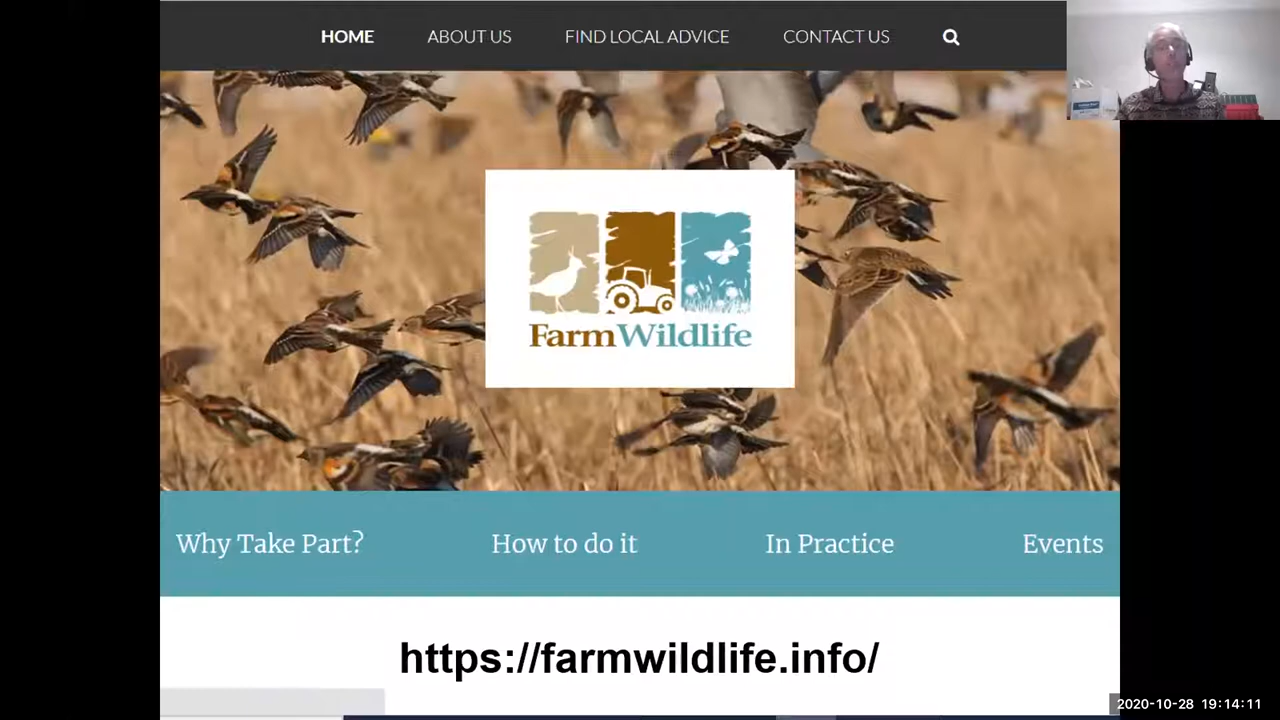 HOME ABOUT US FIND LOCAL ADVICE CONTACT US
FarmWildlife
Why Take Part? How to do it In Practice Events
https://farmwildlife.info/
2020-10-28 19:14:11